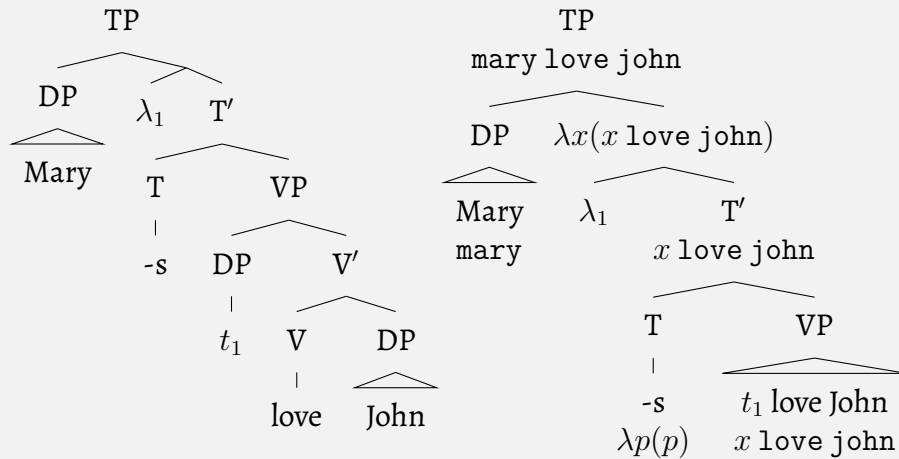 TP
DP λ₁ T′
Mary T VP
-s DP V′
t₁ V DP
love John
TP
mary love john
DP λx(x love john)
Mary λ₁ T′
mary x love john
T VP
-s t₁ love John
λp(p) x love john